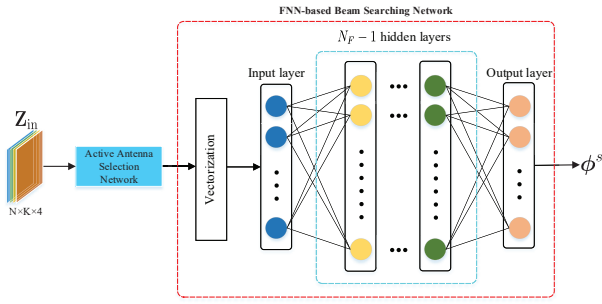 FNN-based Beam Searching Network
N_F − 1 hidden layers
Input layer
Output layer
Z_in
Active Antenna
Selection
Network
Vectorization
N×K×4
ϕ^s